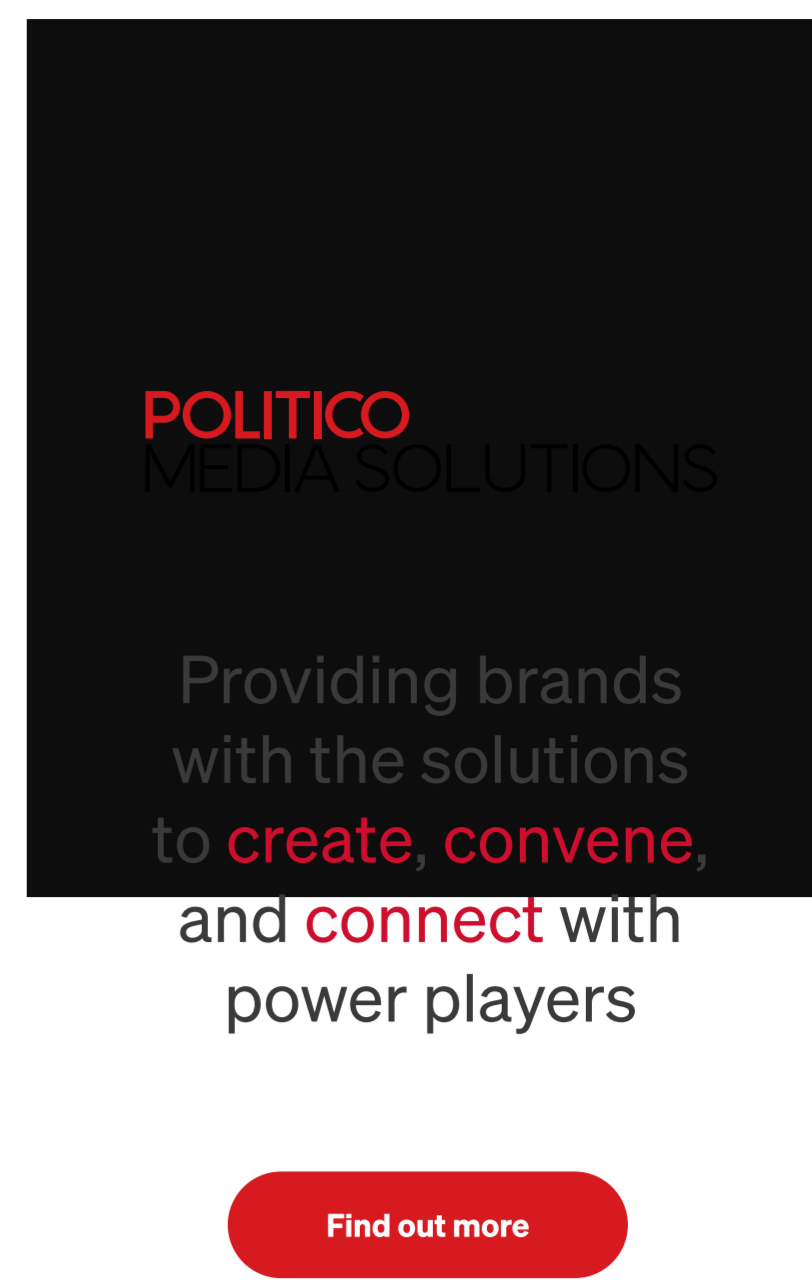 POLITICO
MEDIA SOLUTIONS
Providing brands
with the solutions
to create, convene,
and connect with
power players
Find out more